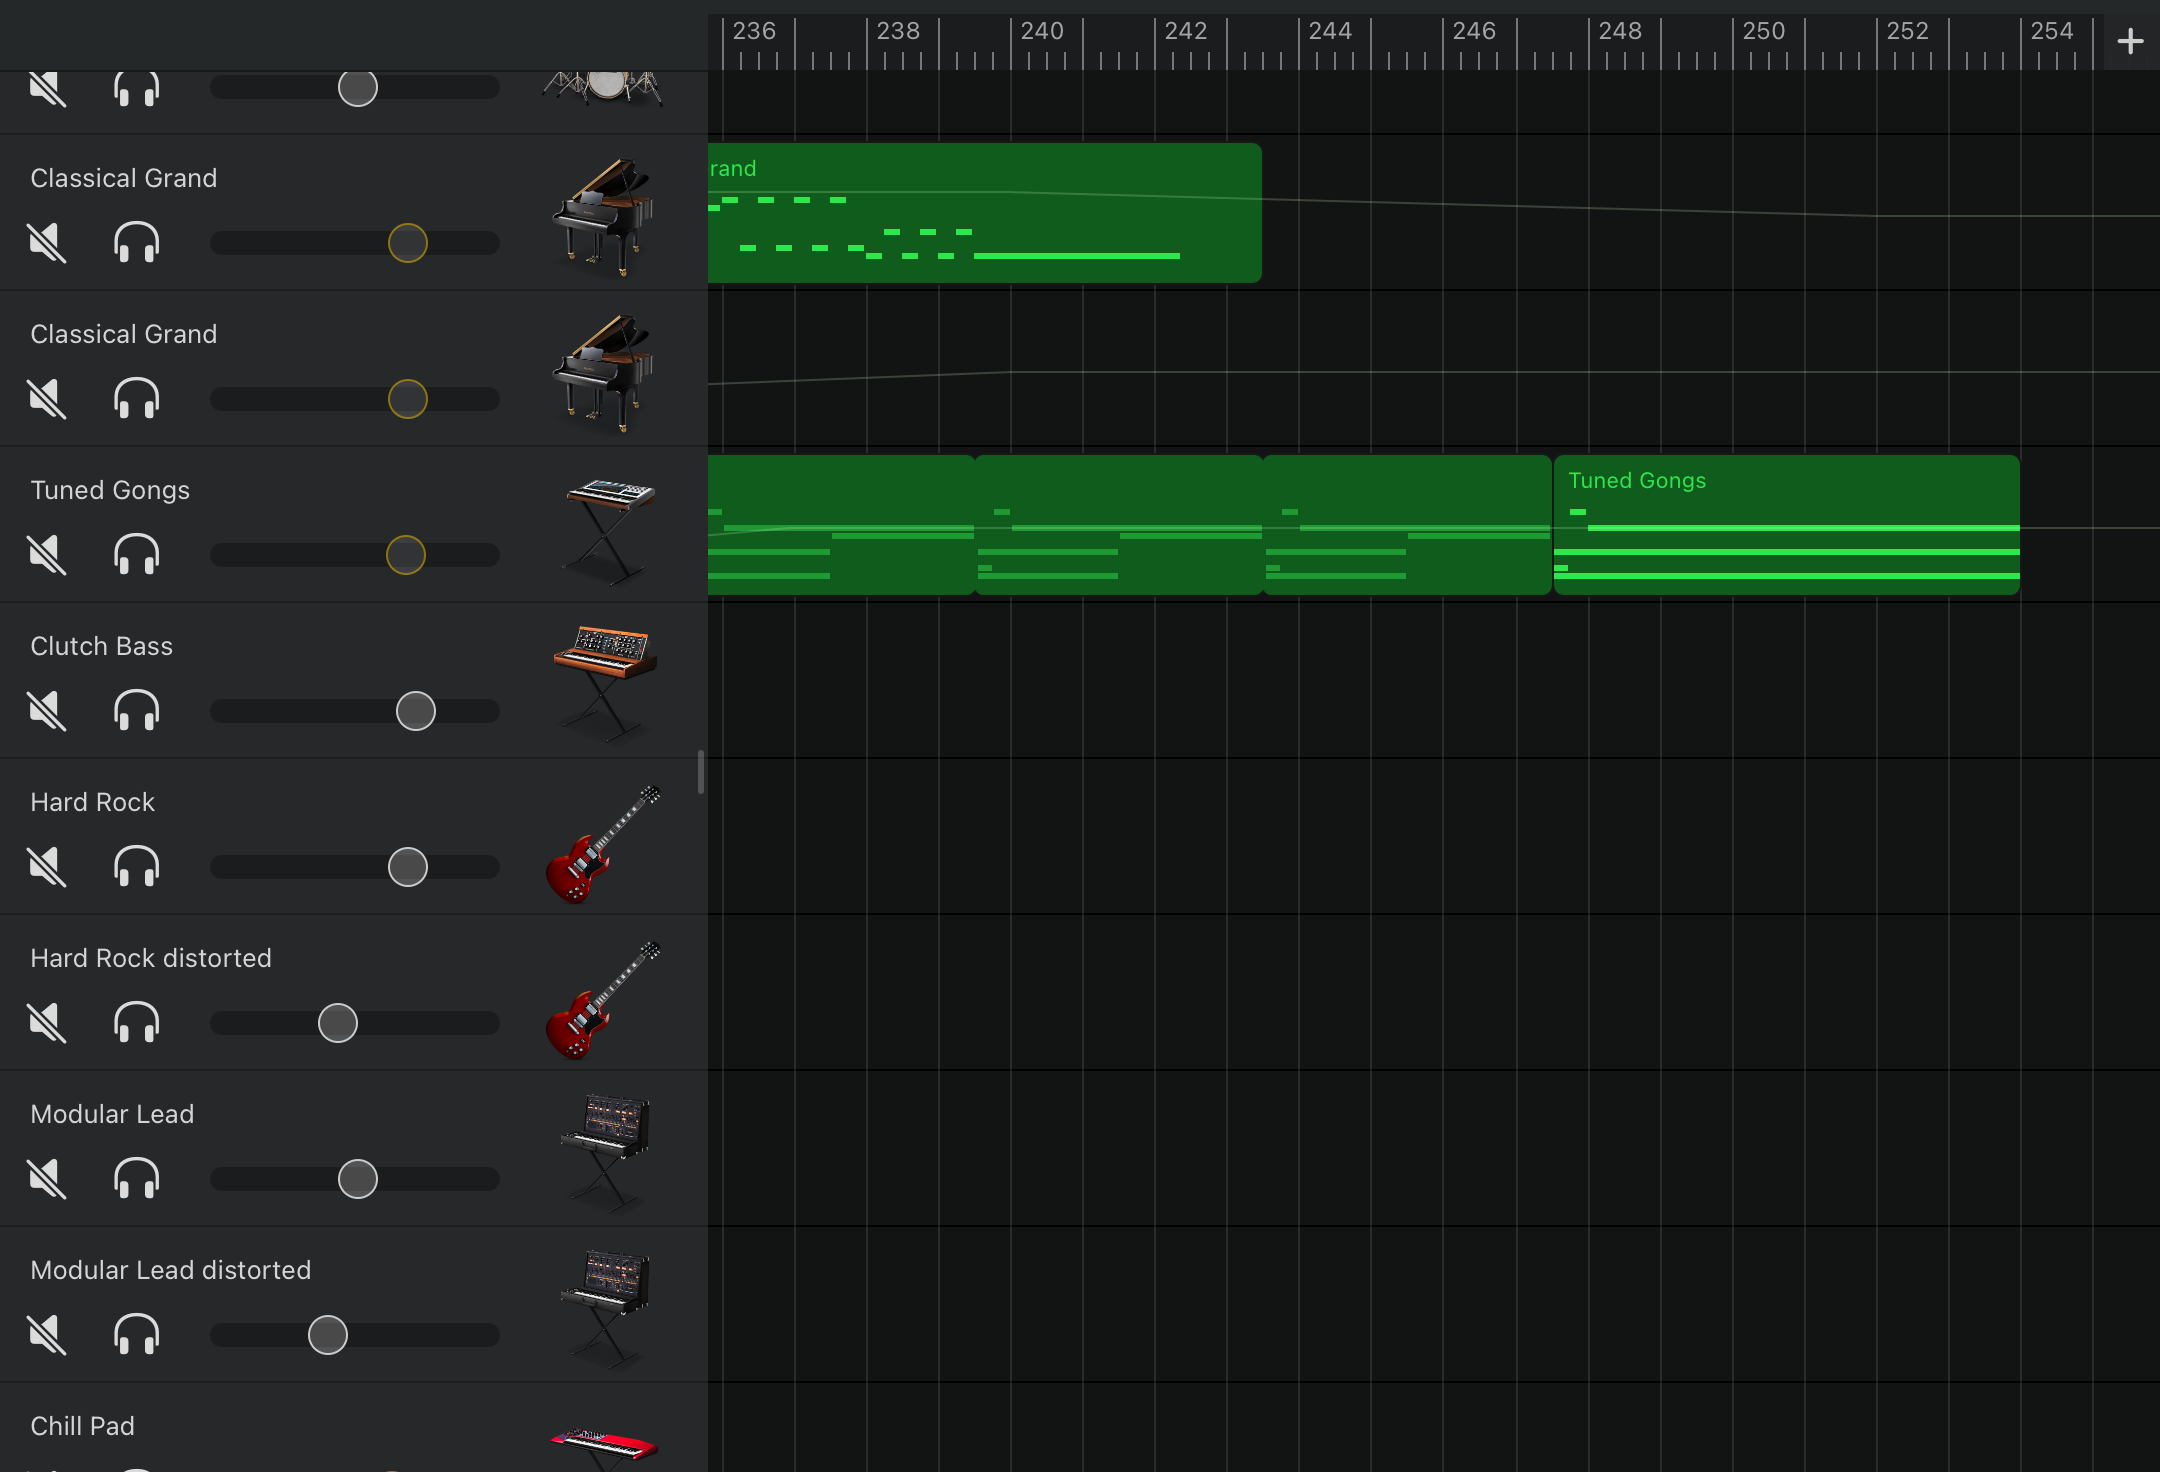 236 238 240 242 244 246 248 250 252 254
Classical Grand
rand
Classical Grand
Tuned Gongs
Tuned Gongs
Clutch Bass
Hard Rock
Hard Rock distorted
Modular Lead
Modular Lead distorted
Chill Pad